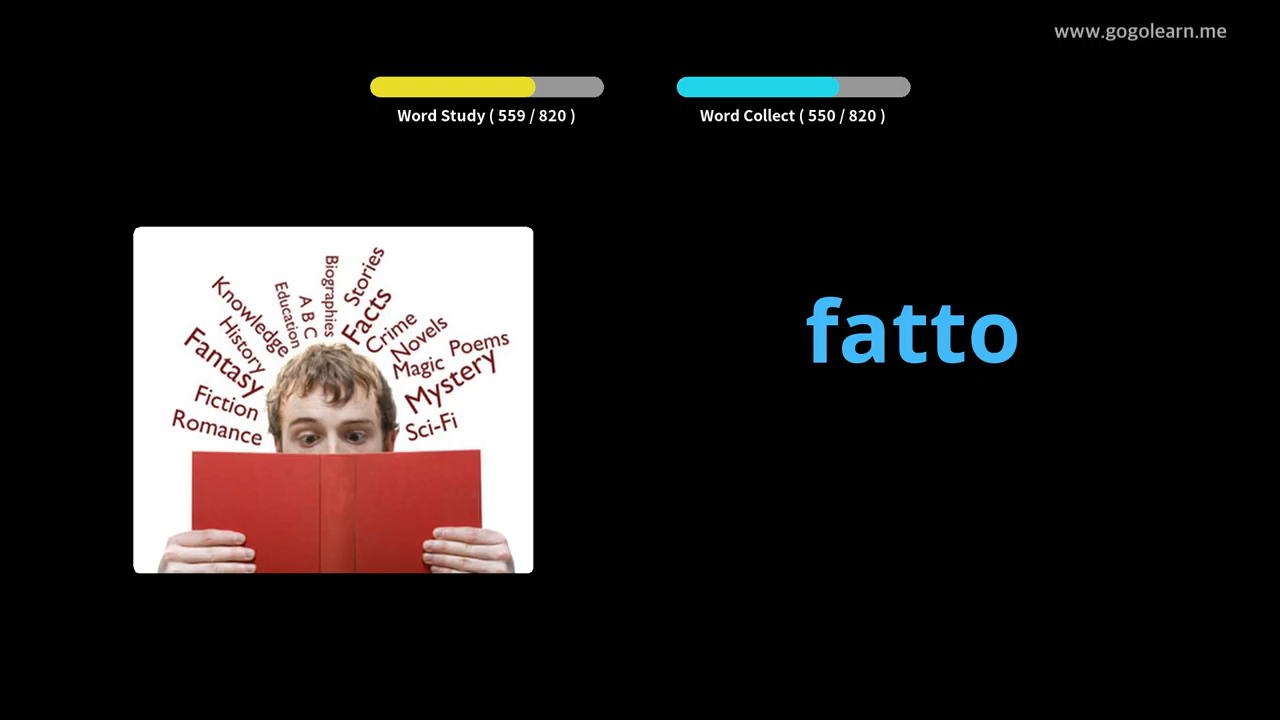 www.gogolearn.me
Word Study ( 559 / 820 )
Word Collect ( 550 / 820 )
Romance
Fiction
Fantasy
History
Knowledge
Education
A B C
Biographies
Stories
Facts
Crime
Novels
Magic
Poems
Mystery
Sci-Fi
fatto